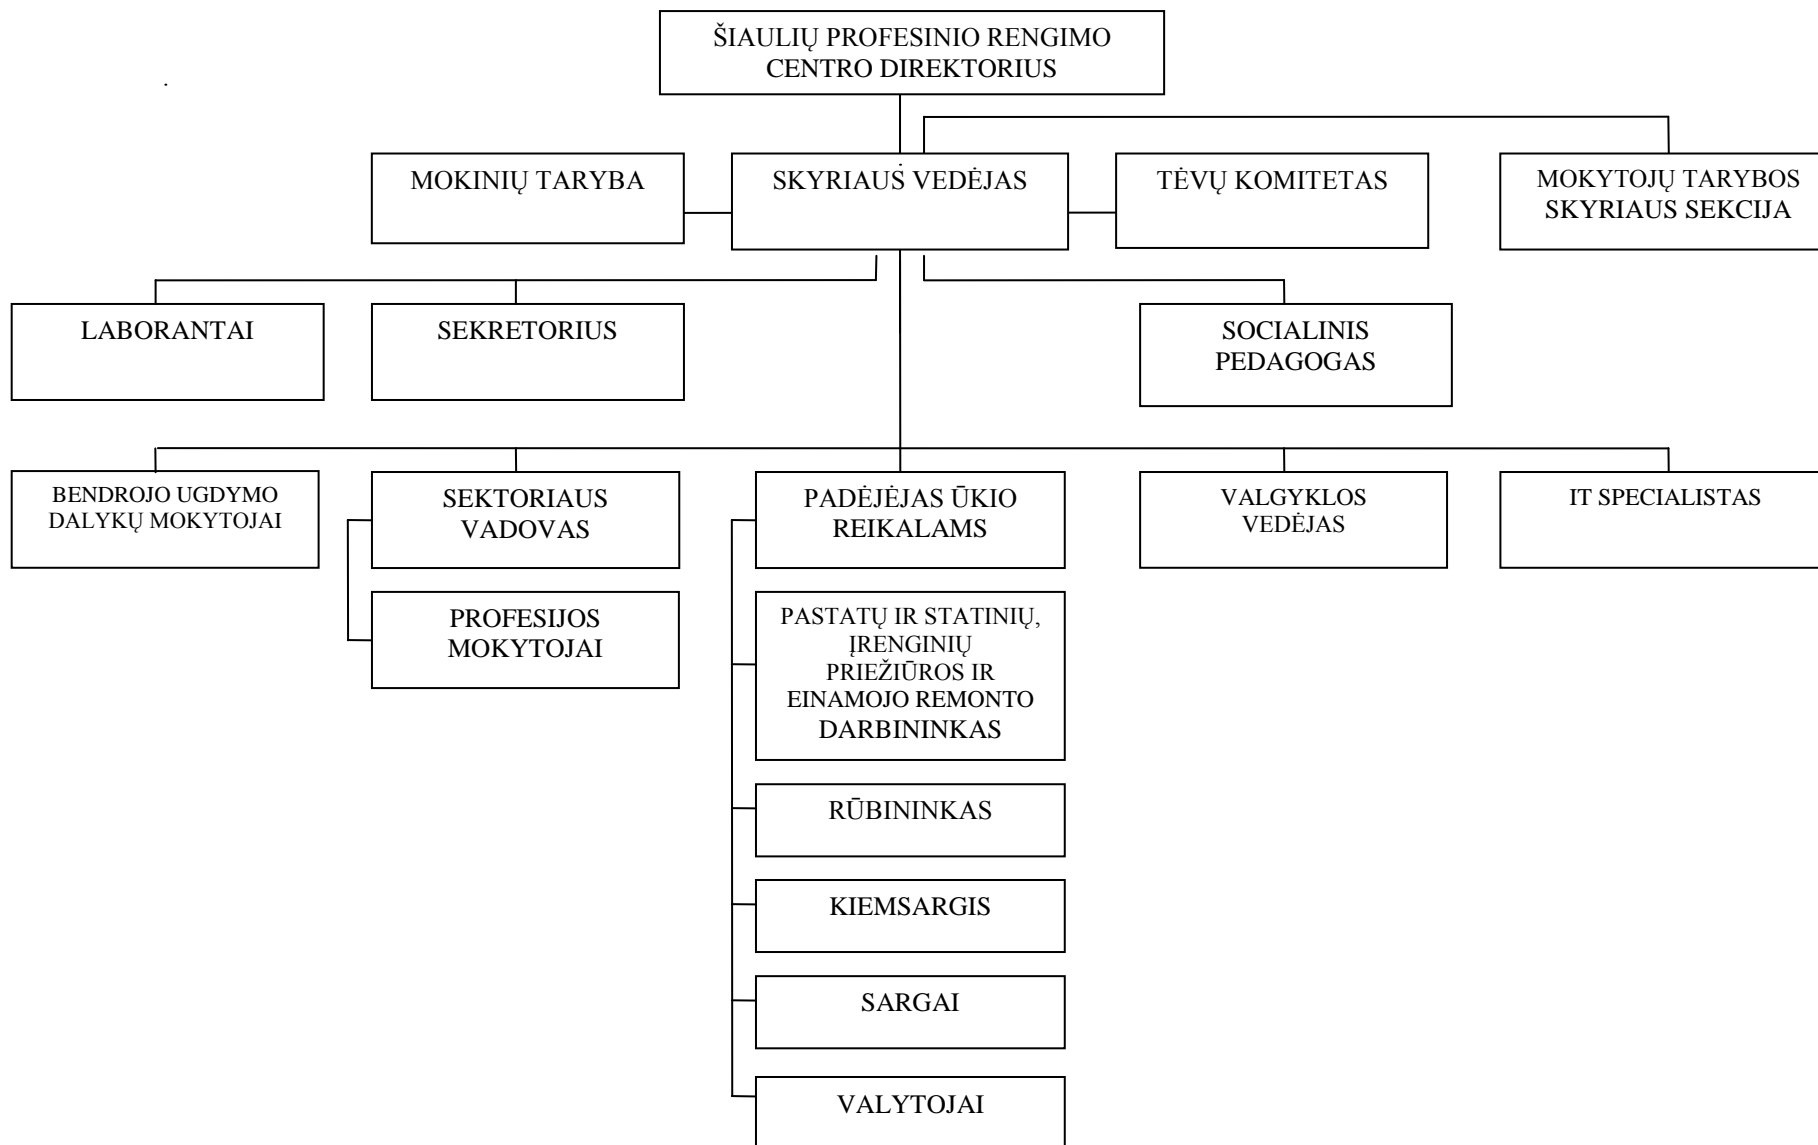 ŠIAULIŲ PROFESINIO RENGIMO
CENTRO DIREKTORIUS
MOKINIŲ TARYBA
SKYRIAUS VEDĖJAS
TĖVŲ KOMITETAS
MOKYTOJŲ TARYBOS
SKYRIAUS SEKCIJA
LABORANTAI
SEKRETORIUS
SOCIALINIS
PEDAGOGAS
BENDROJO UGDYMO
DALYKŲ MOKYTOJAI
SEKTORIAUS
VADOVAS
PADĖJĖJAS ŪKIO
REIKALAMS
VALGYKLOS
VEDĖJAS
IT SPECIALISTAS
PROFESIJOS
MOKYTOJAI
PASTATŲ IR STATINIŲ,
ĮRENGINIŲ
PRIEŽIŪROS IR
EINAMOJO REMONTO
DARBININKAS
RŪBININKAS
KIEMSARGIS
SARGAI
VALYTOJAI